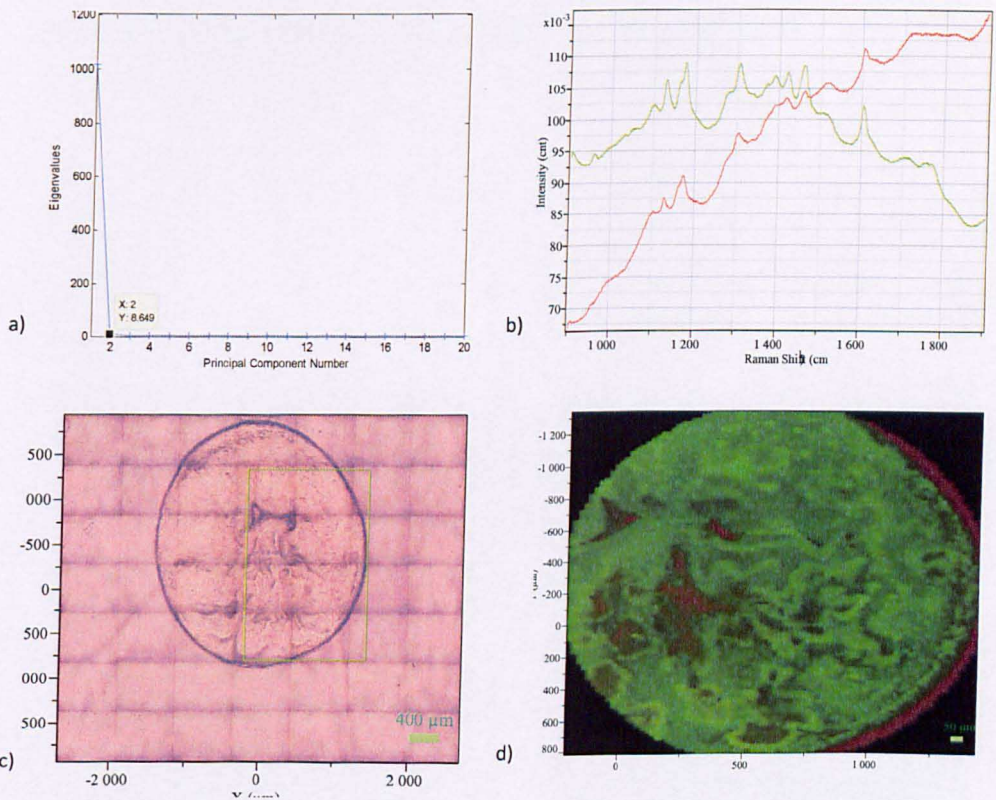 1200
1000
800
600
400
200
0
Eigenvalues
X: 2
Y: 8.649
2 4 6 8 10 12 14 16 18 20
Principal Component Number
a)
x10-3
110
105
100
95
90
85
80
75
70
Intensity (cm)
1 000 1 200 1 400 1 600 1 800
Raman Shift (cm
b)
500
000
-500
0
500
000
500
400 µm
-2 000 0 2 000
c)
-1 200
-1 000
-800
-600
-400
-200
0
200
400
600
800
0 500 1 000
d)